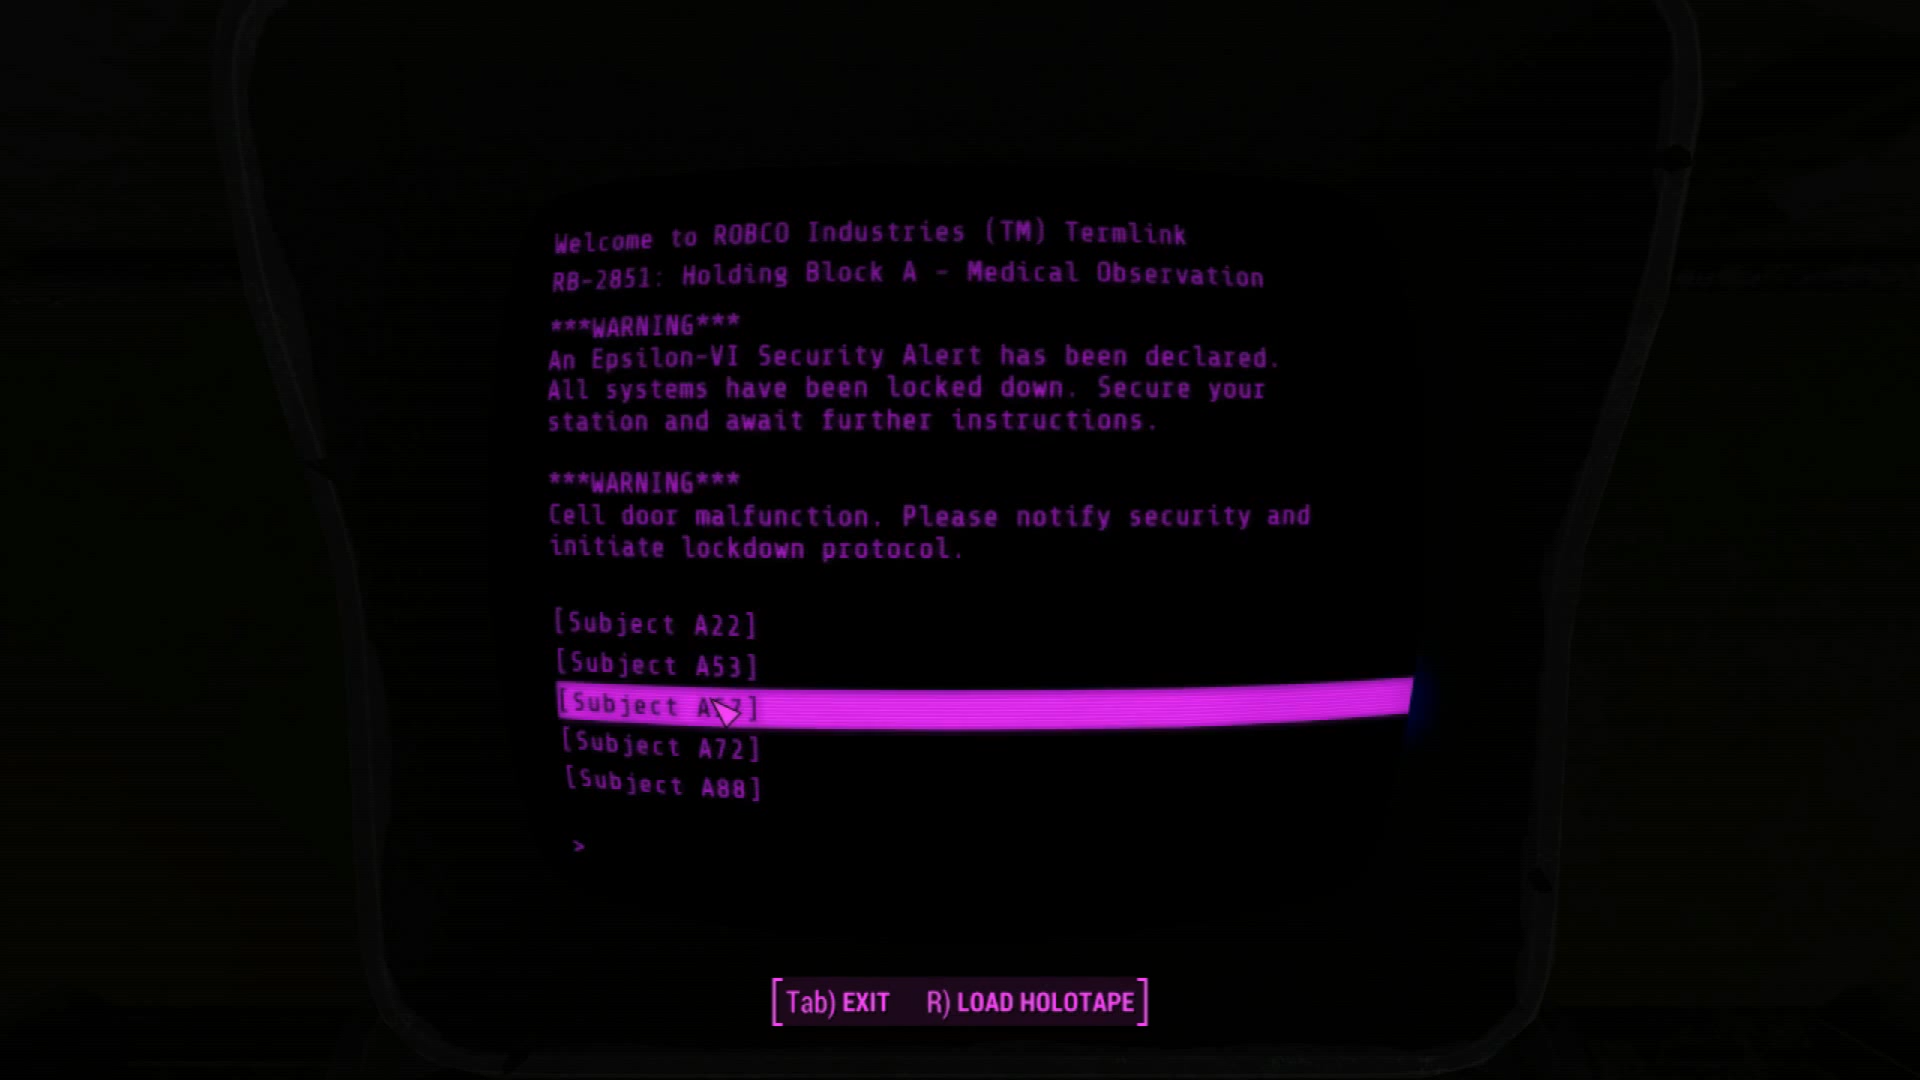 Welcome to ROBCO Industries (TM) Termlink
RB-2851: Holding Block A - Medical Observation
***WARNING***
An Epsilon-VI Security Alert has been declared.
All systems have been locked down. Secure your
station and await further instructions.
***WARNING***
Cell door malfunction. Please notify security and
initiate lockdown protocol.
[Subject A22]
[Subject A53]
[Subject
[Subject A72]
[Subject A88]
>
Tab) EXIT R) LOAD HOLOTAPE